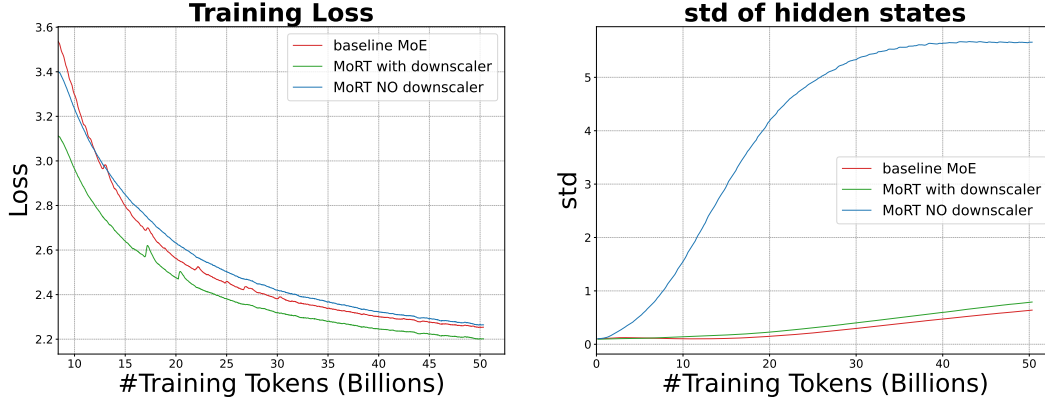 Training Loss
3.6
3.4
3.2
3.0
2.8
2.6
2.4
2.2
Loss
baseline MoE
MoRT with downscaler
MoRT NO downscaler
10 15 20 25 30 35 40 45 50
#Training Tokens (Billions)
std of hidden states
5
4
3
2
1
0
std
baseline MoE
MoRT with downscaler
MoRT NO downscaler
0 10 20 30 40 50
#Training Tokens (Billions)